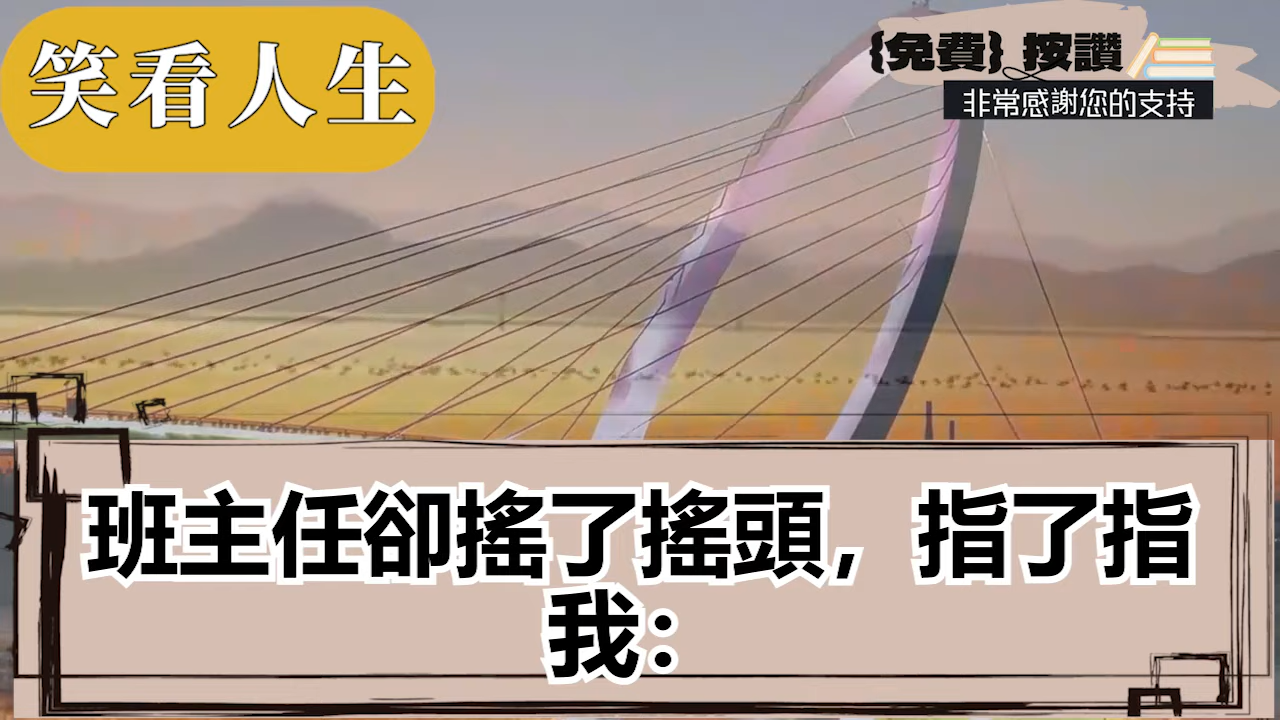 笑看人生
{免費} 按讚
非常感謝您的支持
班主任卻搖了搖頭，指了指
我：